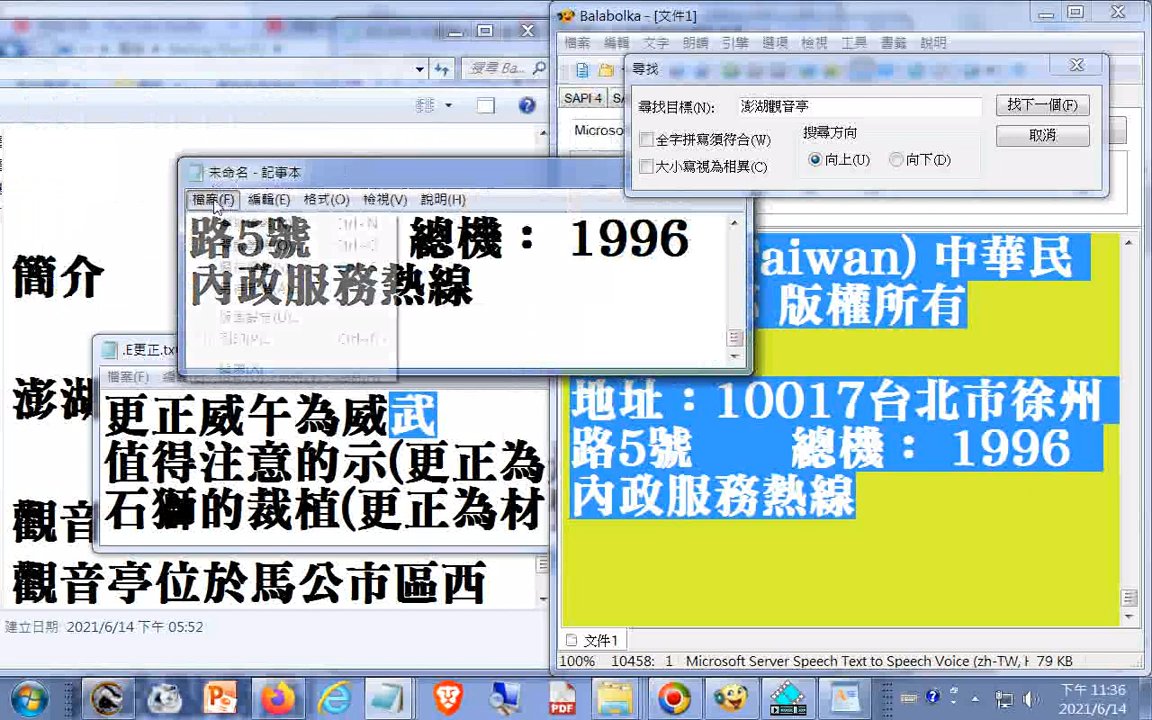 Balabolka - [文件1]
檔案 編輯 文字 朗讀 引擎 選項 檢視 工具 書籤 說明
搜尋 Ba...
尋找
SAPI 4
尋找目標(N):
澎湖觀音亭
找下一個(F)
Microso
全字拼寫須符合(W)
搜尋方向
取消
大小寫視為相異(C)
向上(U)
向下(D)
未命名 - 記事本
檔案(F) 編輯(E) 格式(O) 檢視(V) 說明(H)
路5號 總機： 1996
內政服務熱線
aiwan) 中華民
版權所有
地址：10017台北市徐州
路5號 總機： 1996
內政服務熱線
簡介
澎湖
.E更正.tx
檔案(F)
更正威午為威武
值得注意的示(更正為
石獅的裁植(更正為材
觀音
觀音亭位於馬公市區西
建立日期: 2021/6/14 下午 05:52
文件1
100% 10458: 1 Microsoft Server Speech Text to Speech Voice (zh-TW, H 79 KB
PDF
下午 11:36
2021/6/14